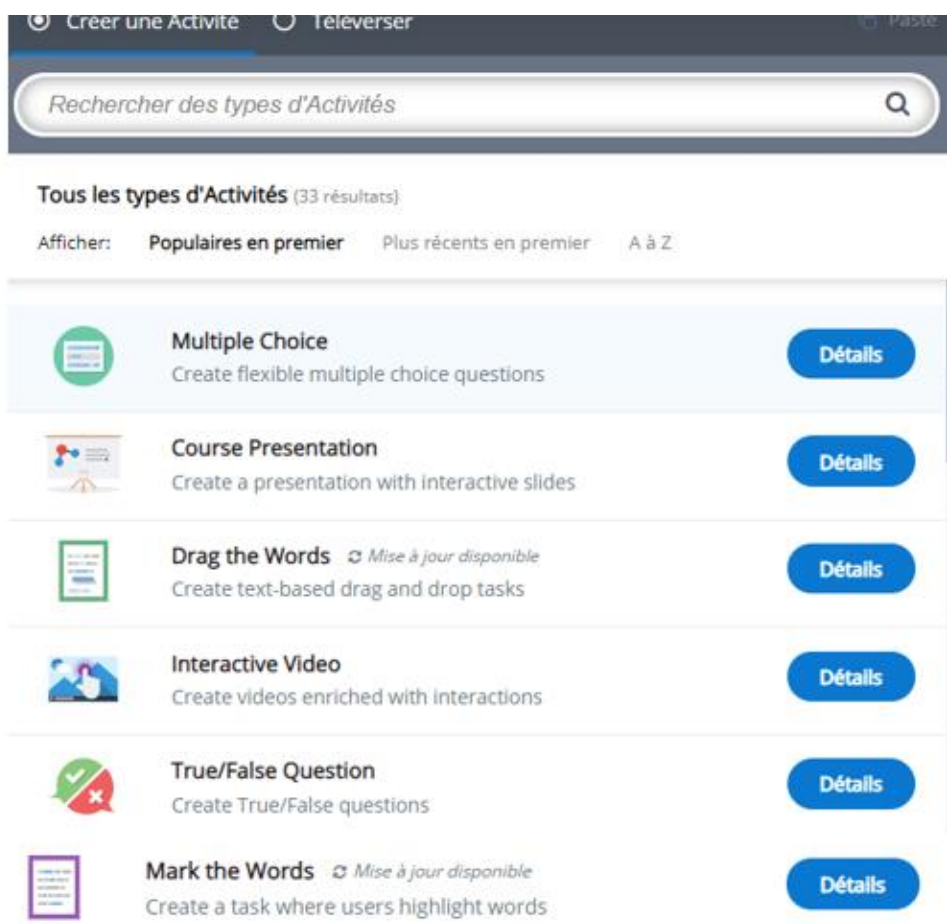 Créer une Activité Téléverser Paste
Rechercher des types d'Activités
Tous les types d'Activités (33 résultats)
Afficher: Populaires en premier Plus récents en premier A à Z
Multiple Choice
Create flexible multiple choice questions
Détails
Course Presentation
Create a presentation with interactive slides
Détails
Drag the Words Mise à jour disponible
Create text-based drag and drop tasks
Détails
Interactive Video
Create videos enriched with interactions
Détails
True/False Question
Create True/False questions
Détails
Mark the Words Mise à jour disponible
Create a task where users highlight words
Détails